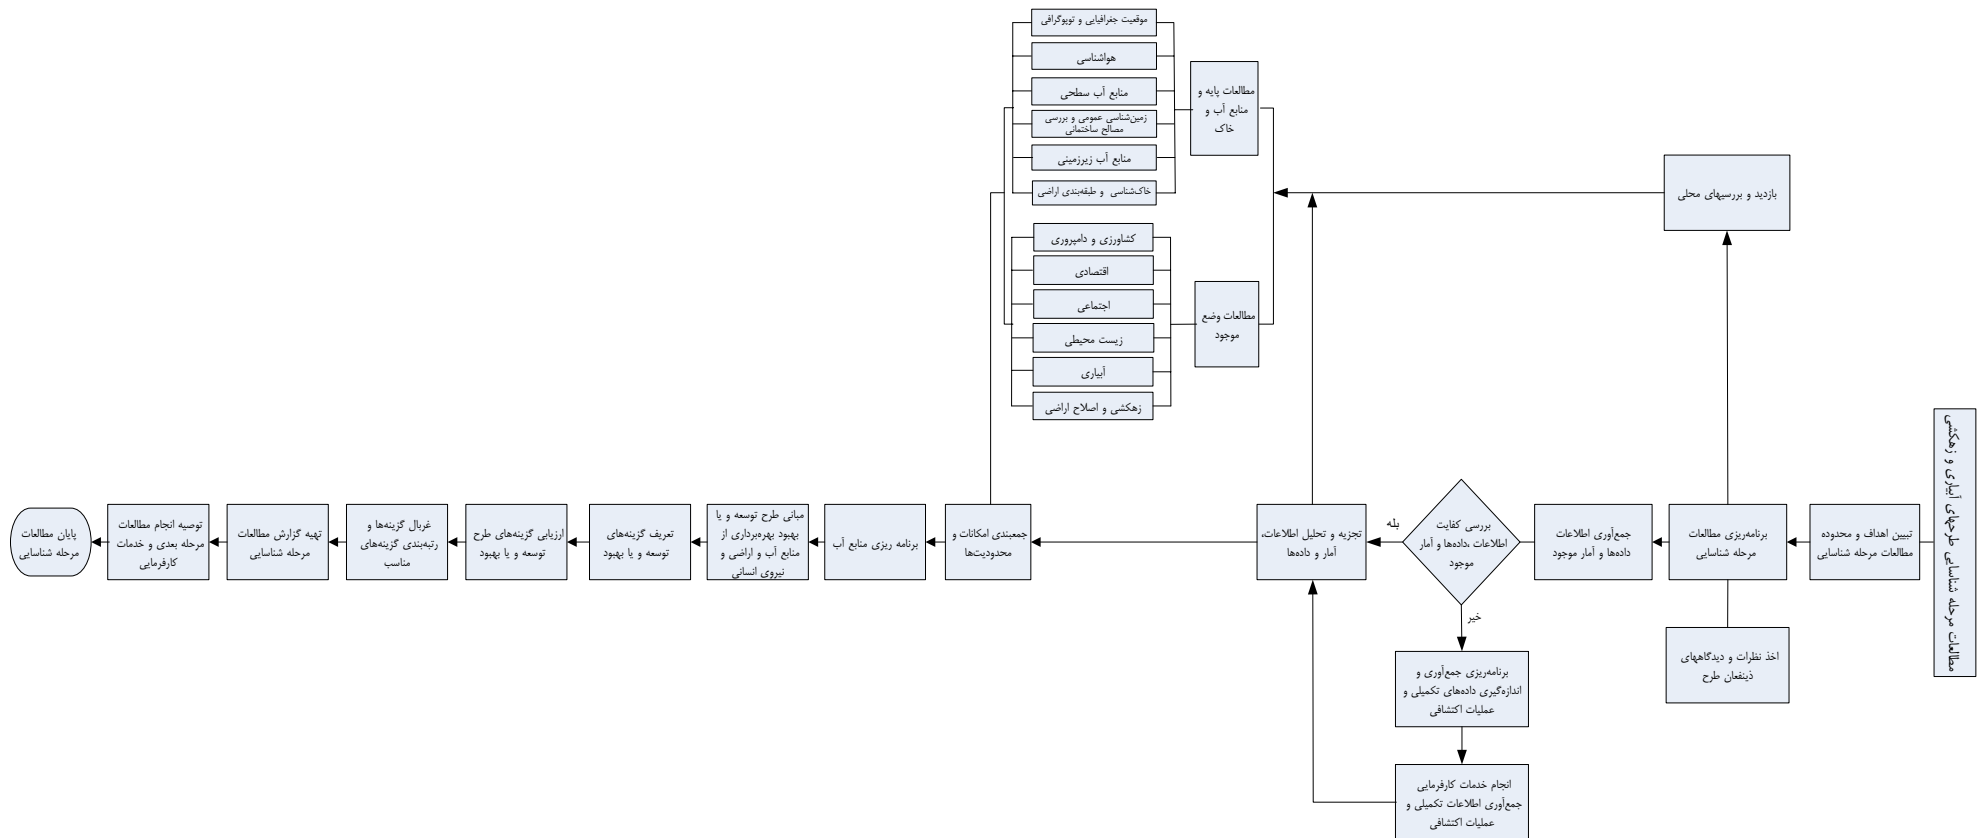 مطالعات مرحله شناسایی طرحهای آبیاری و زهکشی
تبیین اهداف و محدوده
مطالعات مرحله شناسایی
برنامه‌ریزی مطالعات
مرحله شناسایی
اخذ نظرات و دیدگاههای
ذینفعان طرح
بازدید و بررسیهای محلی
جمع‌آوری اطلاعات
داده‌ها و آمار موجود
بررسی کفایت
اطلاعات ،داده‌ها و آمار
موجود
بله
خیر
برنامه‌ریزی جمع‌آوری و
اندازه‌گیری داده‌های تکمیلی و
عملیات اکتشافی
انجام خدمات کارفرمایی
جمع‌آوری اطلاعات تکمیلی و
عملیات اکتشافی
تجزیه و تحلیل اطلاعات،
آمار و داده‌ها
مطالعات پایه و
منابع آب و
خاک
موقعیت جغرافیایی و توپوگرافی
هواشناسی
منابع آب سطحی
زمین‌شناسی عمومی و بررسی
مصالح ساختمانی
منابع آب زیرزمینی
خاک‌شناسی و طبقه‌بندی اراضی
مطالعات وضع
موجود
کشاورزی و دامپروری
اقتصادی
اجتماعی
زیست محیطی
آبیاری
زهکشی و اصلاح اراضی
جمعبندی امکانات و
محدودیت‌ها
برنامه ریزی منابع آب
مبانی طرح توسعه و یا
بهبود بهره‌برداری از
منابع آب و اراضی و
نیروی انسانی
تعریف گزینه‌های
توسعه و یا بهبود
ارزیابی گزینه‌های طرح
توسعه و یا بهبود
غربال گزینه‌ها و
رتبه‌بندی گزینه‌های
مناسب
تهیه گزارش مطالعات
مرحله شناسایی
توصیه انجام مطالعات
مرحله بعدی و خدمات
کارفرمایی
پایان مطالعات
مرحله شناسایی